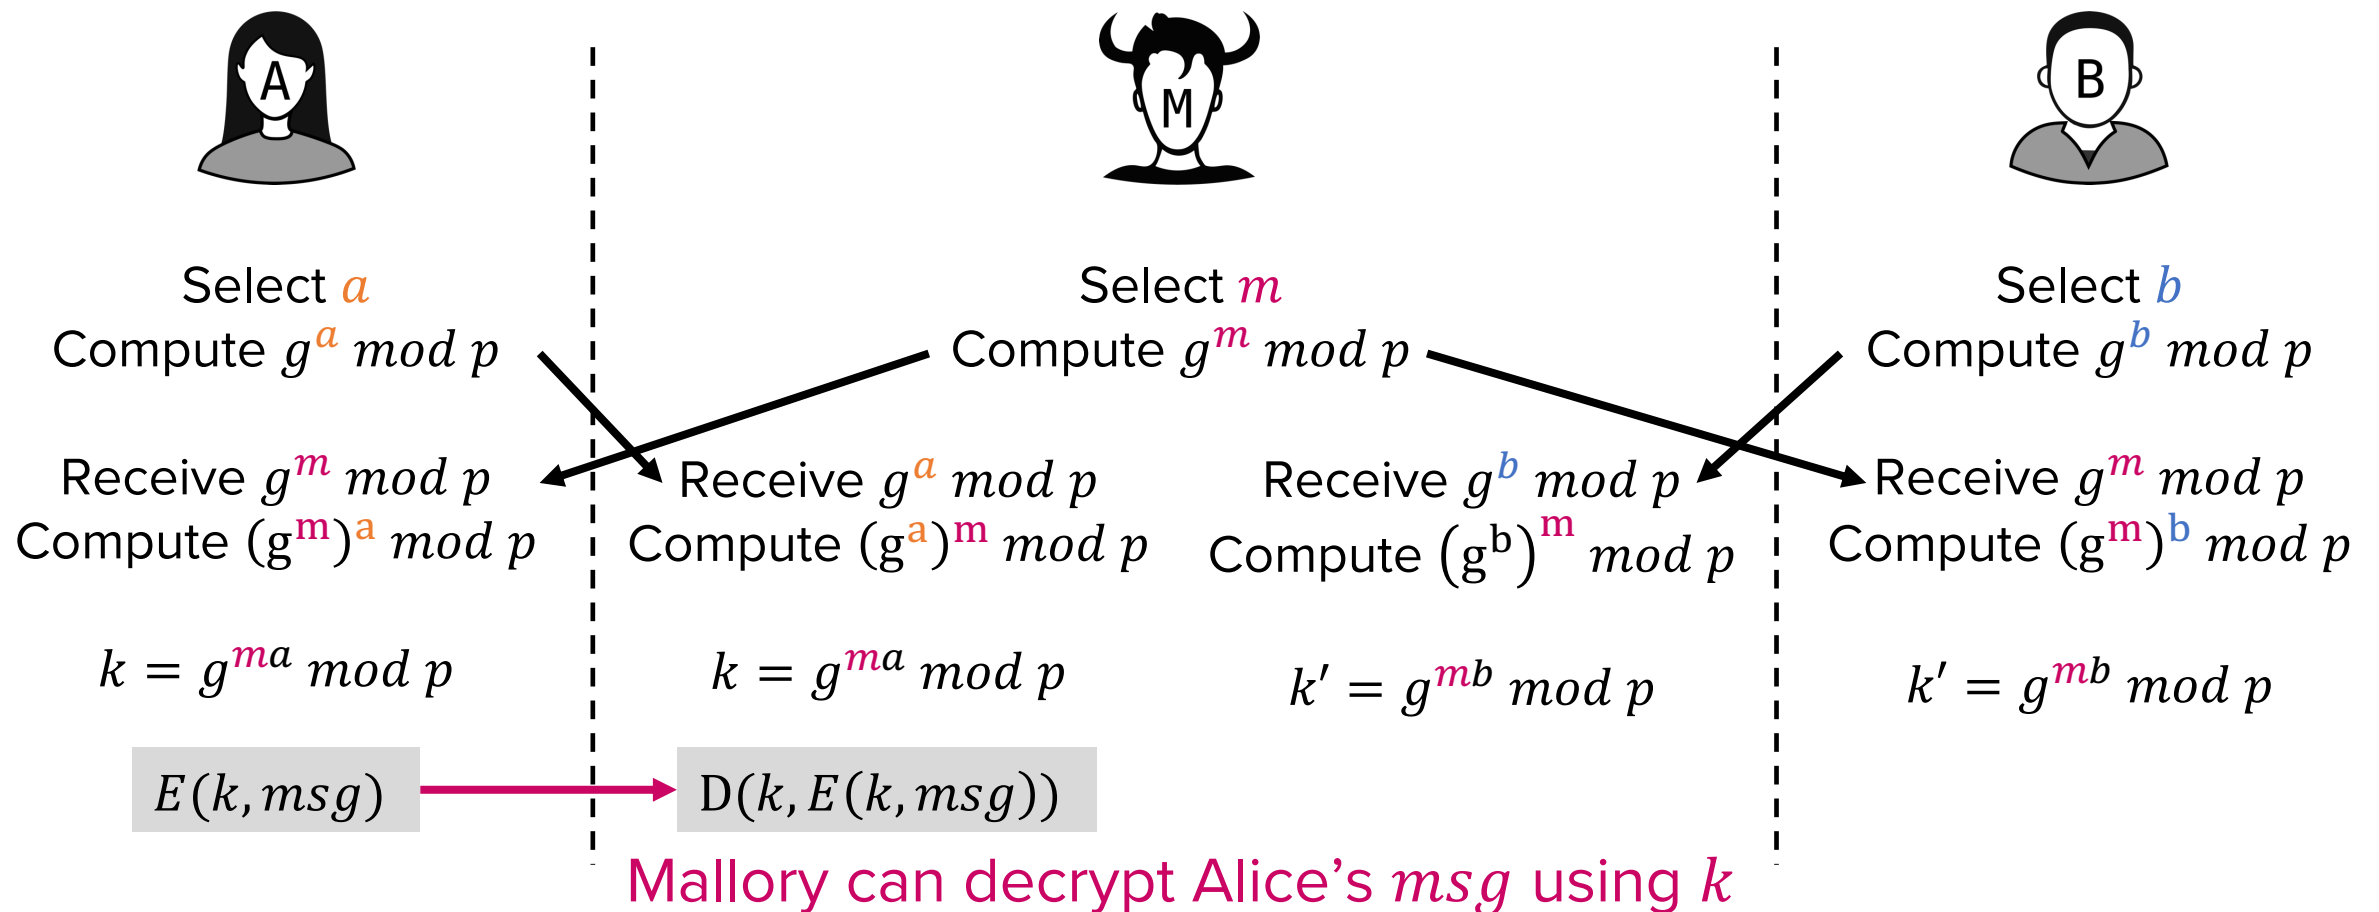 A
M
B
Select a
Compute g^a mod p
Select m
Compute g^m mod p
Select b
Compute g^b mod p
Receive g^m mod p
Compute (g^m)^a mod p
Receive g^a mod p
Compute (g^a)^m mod p
Receive g^b mod p
Compute (g^b)^m mod p
Receive g^m mod p
Compute (g^m)^b mod p
k = g^{ma} mod p
k = g^{ma} mod p
k′ = g^{mb} mod p
k′ = g^{mb} mod p
E(k, msg)
D(k, E(k, msg))
Mallory can decrypt Alice’s msg using k